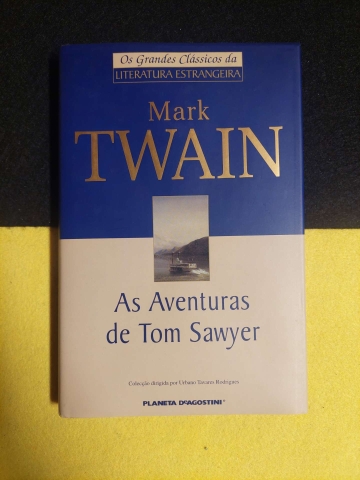 Os Grandes Clássicos da
LITERATURA ESTRANGEIRA
Mark
TWAIN
As Aventuras
de Tom Sawyer
Colecção dirigida por Urbano Tavares Rodrigues
PLANETA DeAGOSTINI